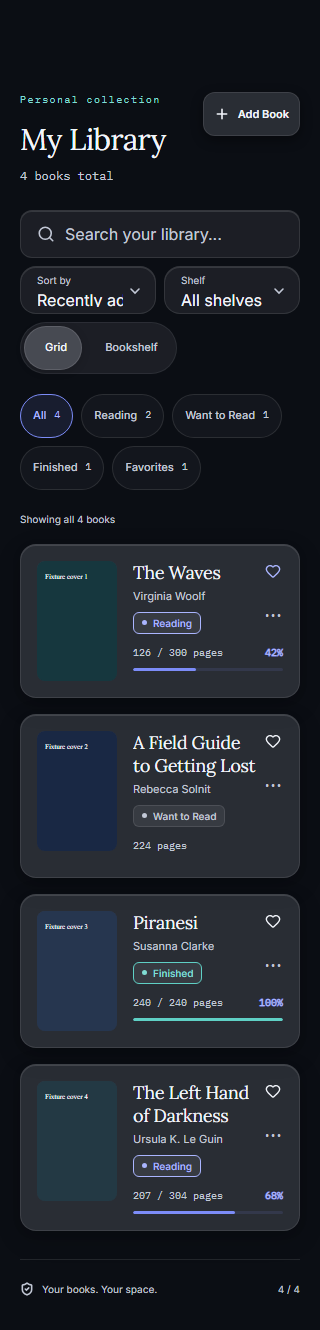 Personal collection
Add Book
My Library
4 books total
Search your library...
Sort by
Recently ad
Shelf
All shelves
Grid
Bookshelf
All 4
Reading 2
Want to Read 1
Finished 1
Favorites 1
Showing all 4 books
Fixture cover 1
The Waves
Virginia Woolf
Reading
126 / 300 pages
42%
Fixture cover 2
A Field Guide
to Getting Lost
Rebecca Solnit
Want to Read
224 pages
Fixture cover 3
Piranesi
Susanna Clarke
Finished
240 / 240 pages
100%
Fixture cover 4
The Left Hand
of Darkness
Ursula K. Le Guin
Reading
207 / 304 pages
68%
Your books. Your space.
4 / 4